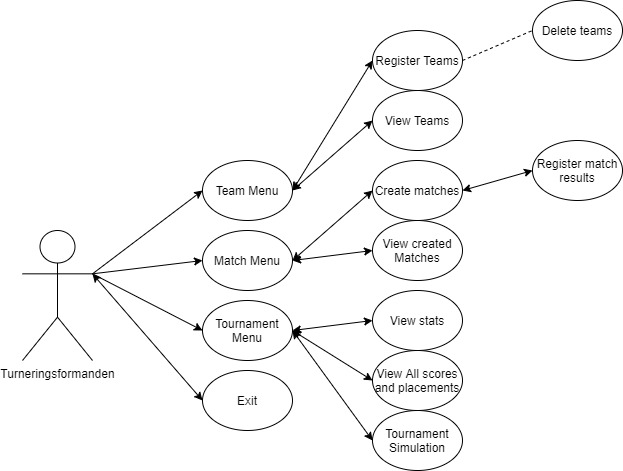 Delete teams
Register Teams
View Teams
Register match
results
Team Menu
Create matches
View created
Matches
Match Menu
Tournament
Menu
View stats
Turneringsformanden
View All scores
and placements
Exit
Tournament
Simulation